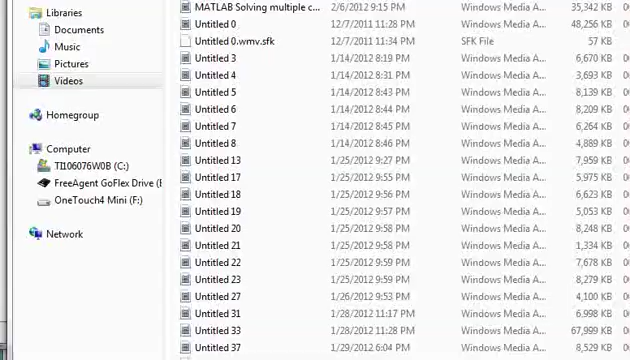 Libraries
Documents
Music
Pictures
Videos
Homegroup
Computer
TI106076W0B (C:)
FreeAgent GoFlex Drive (
OneTouch4 Mini (F:)
Network
MATLAB Solving multiple c... 2/6/2012 9:15 PM Windows Media A... 35,342 KB
Untitled 0 12/7/2011 11:28 PM Windows Media A... 48,256 KB
Untitled 0.wmv.sfk 12/7/2011 11:34 PM SFK File 57 KB
Untitled 3 1/14/2012 8:19 PM Windows Media A... 6,670 KB
Untitled 4 1/14/2012 8:31 PM Windows Media A... 3,693 KB
Untitled 5 1/14/2012 8:43 PM Windows Media A... 8,139 KB
Untitled 6 1/14/2012 8:44 PM Windows Media A... 8,209 KB
Untitled 7 1/14/2012 8:45 PM Windows Media A... 6,264 KB
Untitled 8 1/14/2012 8:46 PM Windows Media A... 4,889 KB
Untitled 13 1/25/2012 9:27 PM Windows Media A... 7,959 KB
Untitled 17 1/25/2012 9:55 PM Windows Media A... 5,975 KB
Untitled 18 1/25/2012 9:56 PM Windows Media A... 6,623 KB
Untitled 19 1/25/2012 9:57 PM Windows Media A... 5,053 KB
Untitled 20 1/25/2012 9:58 PM Windows Media A... 8,248 KB
Untitled 21 1/25/2012 9:58 PM Windows Media A... 1,334 KB
Untitled 22 1/25/2012 9:59 PM Windows Media A... 7,678 KB
Untitled 23 1/25/2012 9:59 PM Windows Media A... 8,279 KB
Untitled 27 1/26/2012 9:53 PM Windows Media A... 4,100 KB
Untitled 31 1/28/2012 11:17 PM Windows Media A... 6,998 KB
Untitled 33 1/28/2012 11:28 PM Windows Media A... 67,999 KB
Untitled 37 1/29/2012 6:04 PM Windows Media A... 8,529 KB